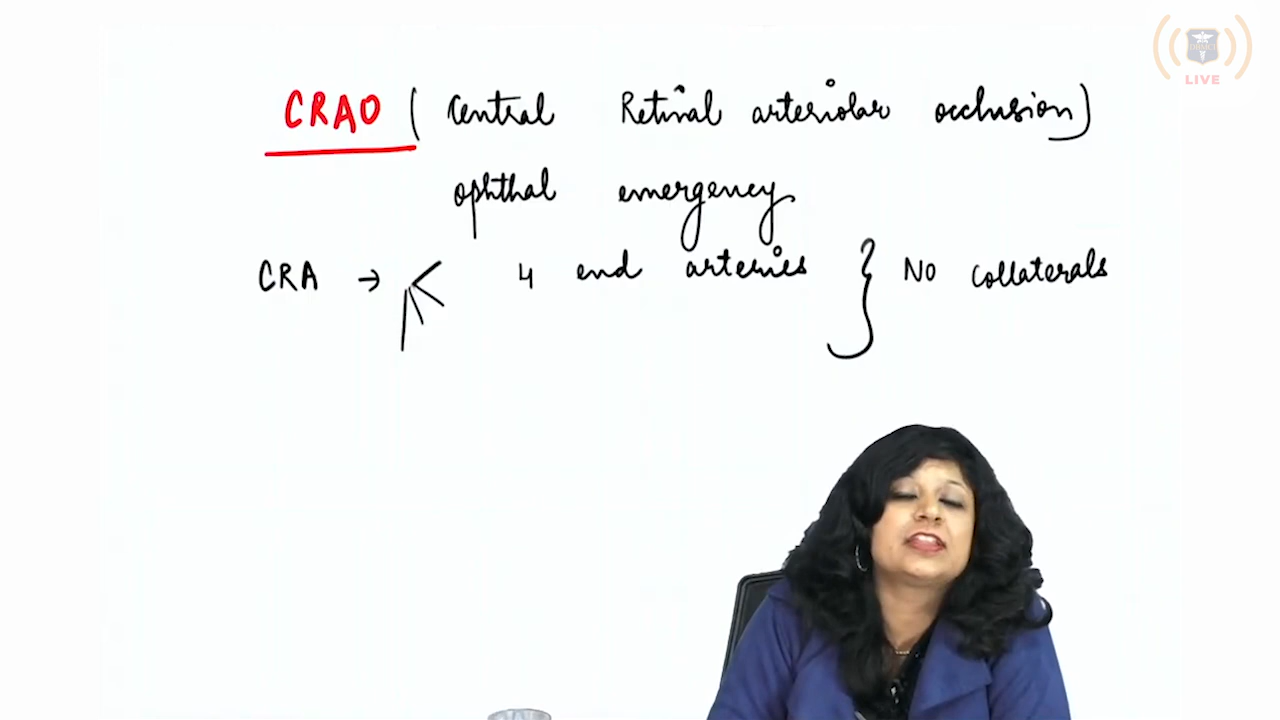 LIVE
CRAO (Central Retinal arteriolar occlusion)
ophthal emergency
CRA → 4 end arteries } No collaterals